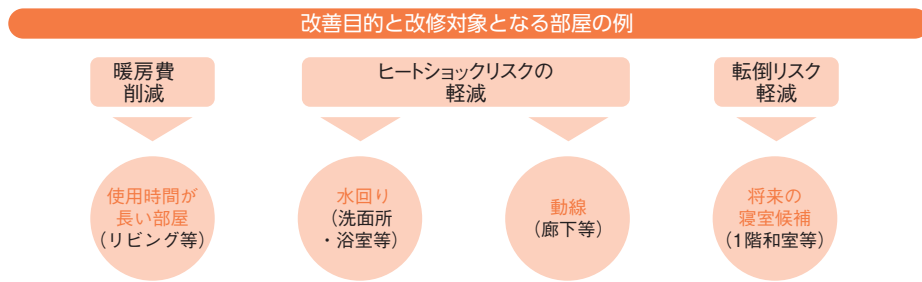 改善目的と改修対象となる部屋の例
暖房費
削減
ヒートショックリスクの
軽減
転倒リスク
軽減
使用時間が
長い部屋
（リビング等）
水回り
（洗面所
・浴室等）
動線
（廊下等）
将来の
寝室候補
（1階和室等）